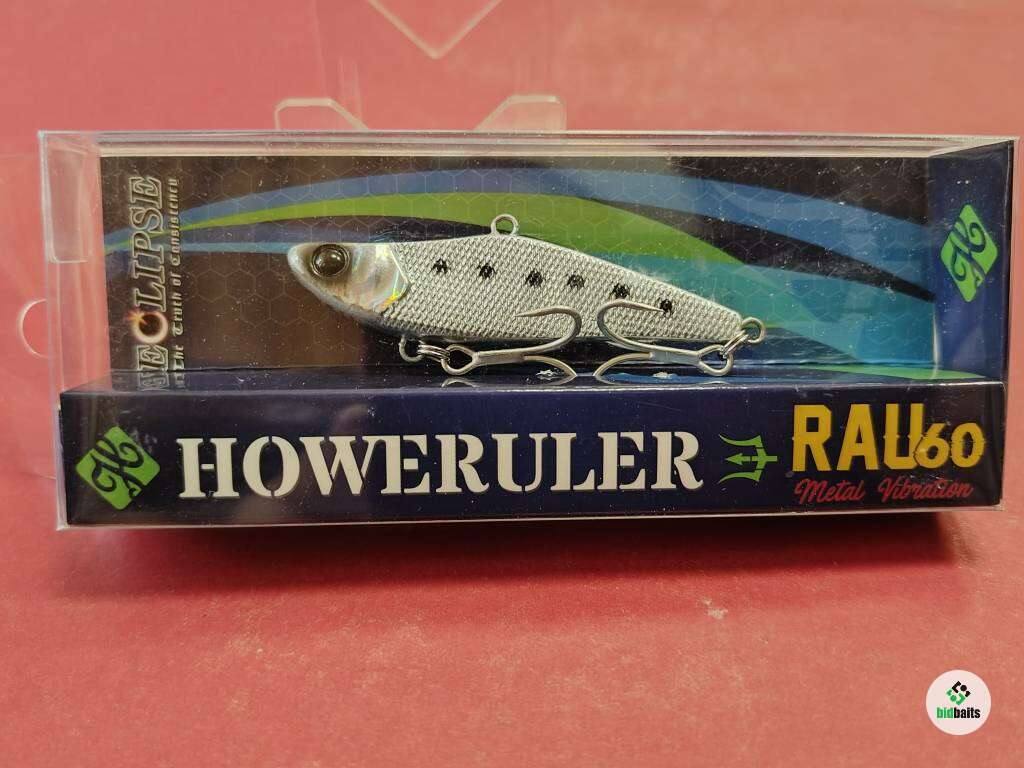 ECLIPSE
The Truth of Consistency
HOWERULER
RAU60
Metal Vibration
bidbaits